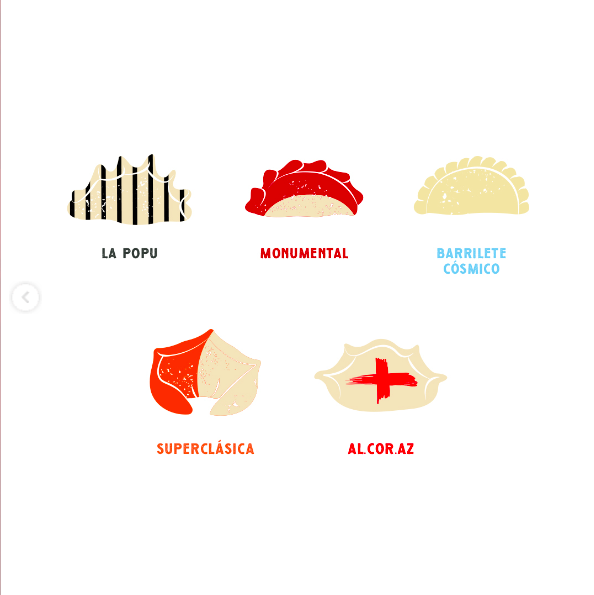 LA POPU
MONUMENTAL
BARRILETE
CÓSMICO
SUPERCLÁSICA
AL.COR.AZ